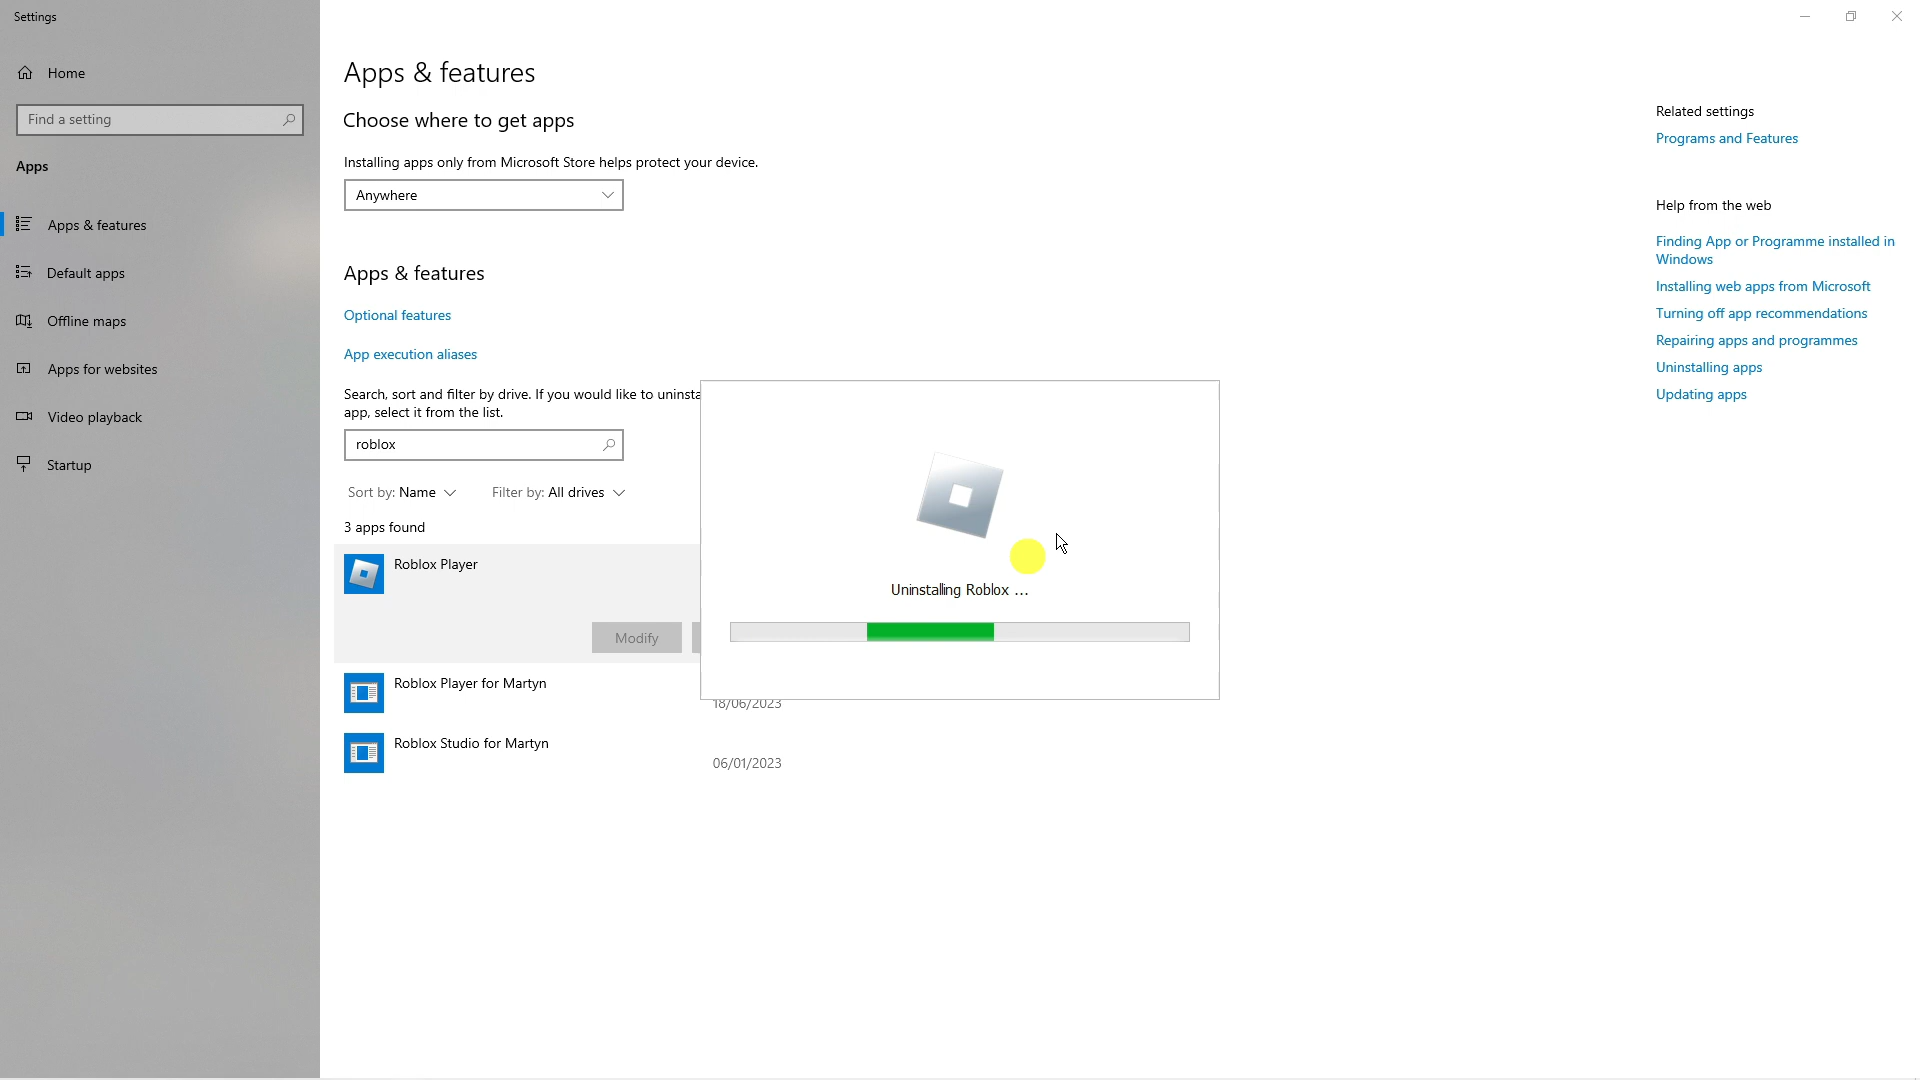 Settings
Home
Find a setting
Apps
Apps & features
Default apps
Offline maps
Apps for websites
Video playback
Startup
Apps & features
Choose where to get apps
Installing apps only from Microsoft Store helps protect your device.
Anywhere
Apps & features
Optional features
App execution aliases
Search, sort and filter by drive. If you would like to uninsta
app, select it from the list.
roblox
Sort by: Name
Filter by: All drives
3 apps found
Roblox Player
Modify
Roblox Player for Martyn
18/06/2023
Roblox Studio for Martyn
06/01/2023
Uninstalling Roblox ...
Related settings
Programs and Features
Help from the web
Finding App or Programme installed in
Windows
Installing web apps from Microsoft
Turning off app recommendations
Repairing apps and programmes
Uninstalling apps
Updating apps